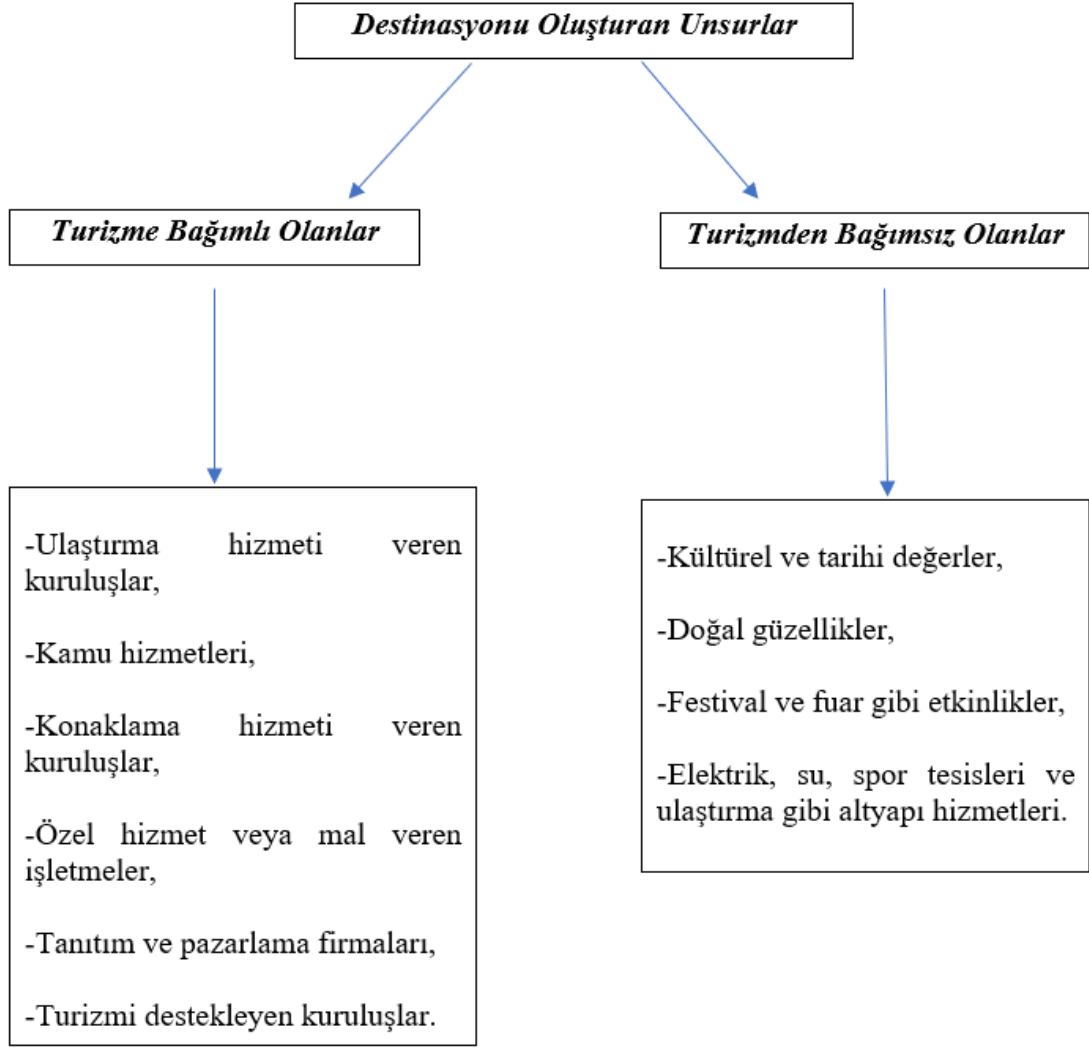 Destinasyonu Oluşturan Unsurlar
Turizme Bağımlı Olanlar
Turizmden Bağımsız Olanlar
-Ulaştırma hizmeti veren
kuruluşlar,
-Kamu hizmetleri,
-Konaklama hizmeti veren
kuruluşlar,
-Özel hizmet veya mal veren
işletmeler,
-Tanıtım ve pazarlama firmaları,
-Turizmi destekleyen kuruluşlar.
-Kültürel ve tarihi değerler,
-Doğal güzellikler,
-Festival ve fuar gibi etkinlikler,
-Elektrik, su, spor tesisleri ve
ulaştırma gibi altyapı hizmetleri.